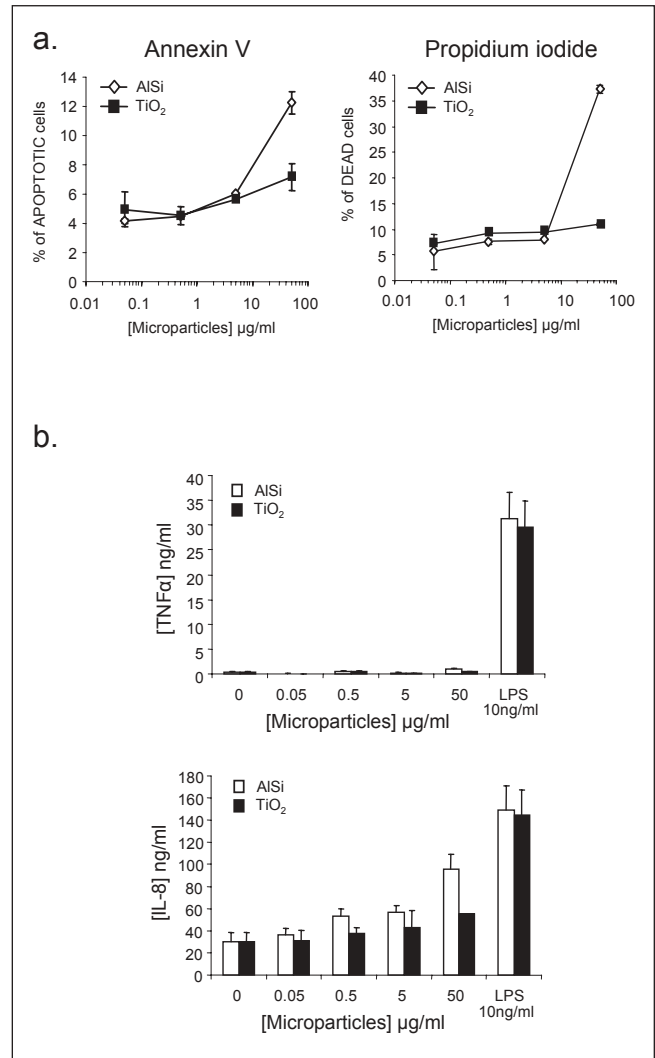 a.
Annexin V
AlSi
TiO₂
% of APOPTOTIC cells
14
12
10
8
6
4
2
0
0.01 0.1 1 10 100
[Microparticles] µg/ml
Propidium iodide
AlSi
TiO₂
% of DEAD cells
40
35
30
25
20
15
10
5
0
0.01 0.1 1 10 100
[Microparticles] µg/ml
b.
AlSi
TiO₂
[TNFα] ng/ml
40
35
30
25
20
15
10
5
0
0 0.05 0.5 5 50 LPS
10ng/ml
[Microparticles] µg/ml
AlSi
TiO₂
[IL-8] ng/ml
180
160
140
120
100
80
60
40
20
0
0 0.05 0.5 5 50 LPS
10ng/ml
[Microparticles] µg/ml